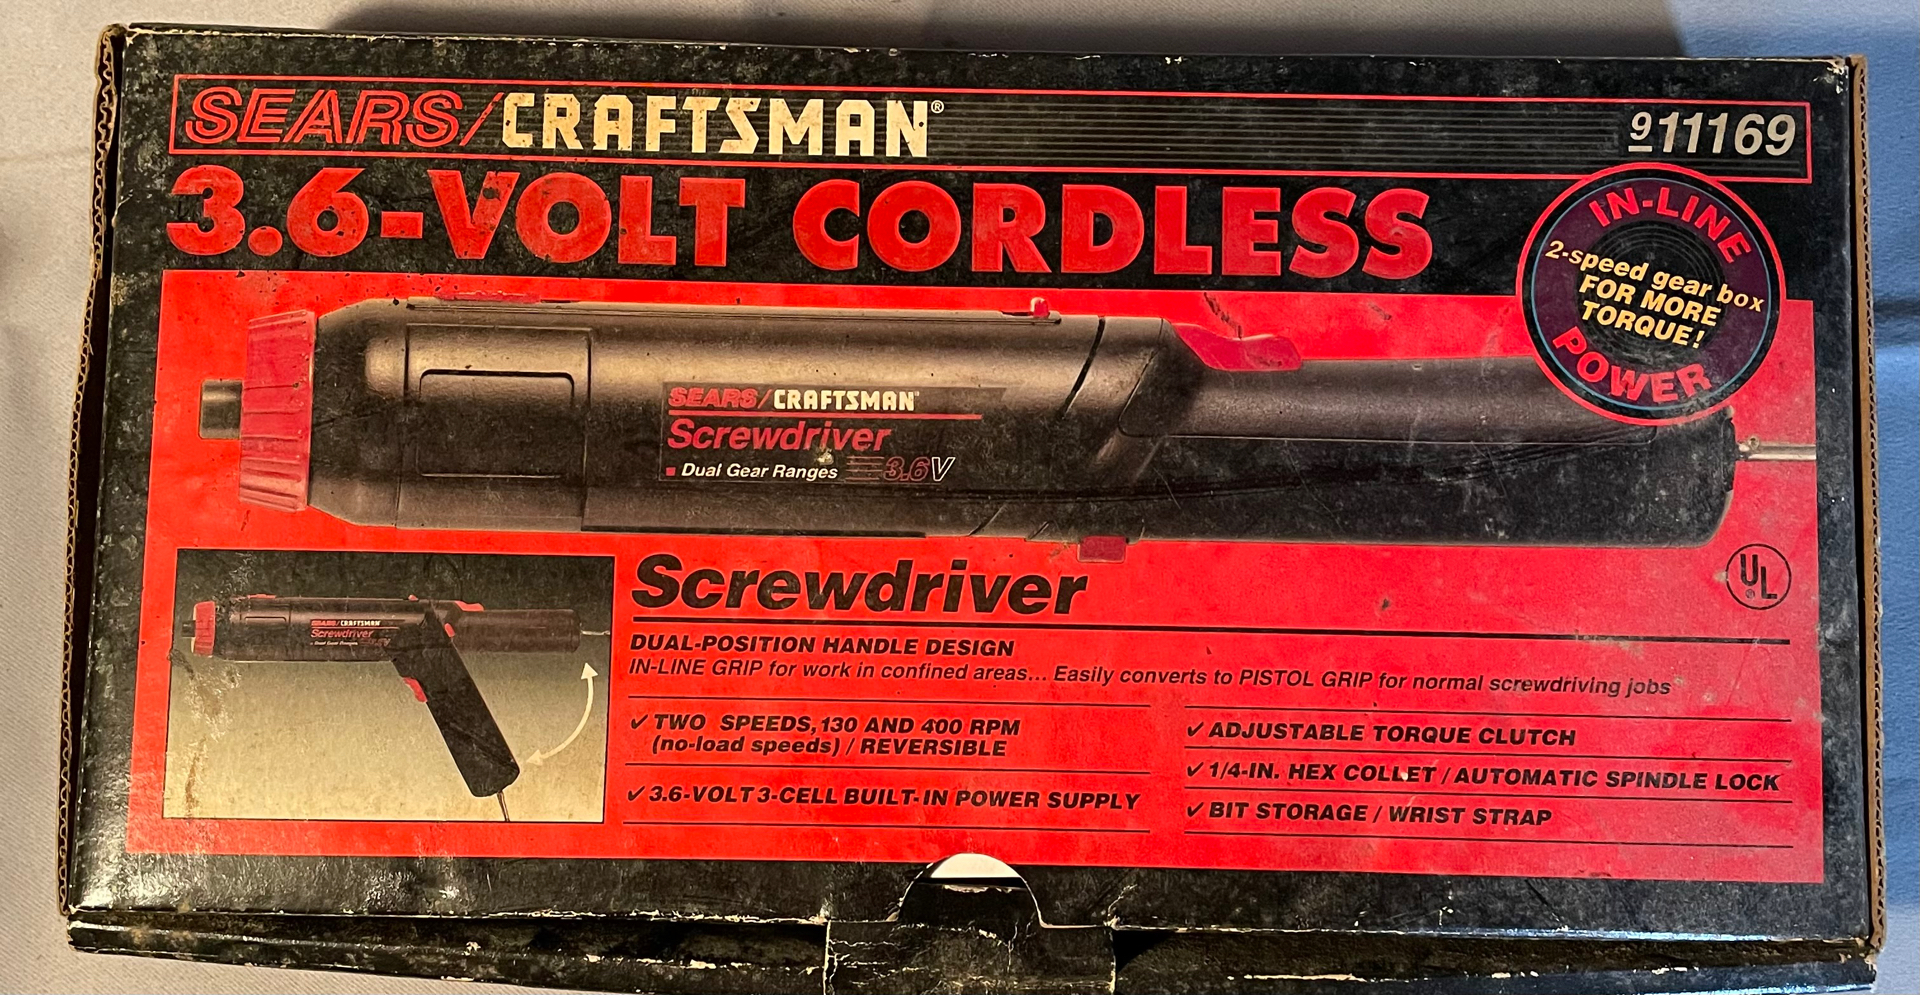 SEARS/CRAFTSMAN®
911169
3.6-VOLT CORDLESS
IN-LINE
2-speed gear box
FOR MORE
TORQUE!
POWER
SEARS/CRAFTSMAN
Screwdriver
Dual Gear Ranges 3.6V
UL
SEARS/CRAFTSMAN
Screwdriver
Dual Gear Ranges
Screwdriver
DUAL-POSITION HANDLE DESIGN
IN-LINE GRIP for work in confined areas... Easily converts to PISTOL GRIP for normal screwdriving jobs
✓ TWO SPEEDS, 130 AND 400 RPM
(no-load speeds) / REVERSIBLE
✓ 3.6-VOLT 3-CELL BUILT-IN POWER SUPPLY
✓ ADJUSTABLE TORQUE CLUTCH
✓ 1/4-IN. HEX COLLET / AUTOMATIC SPINDLE LOCK
✓ BIT STORAGE / WRIST STRAP